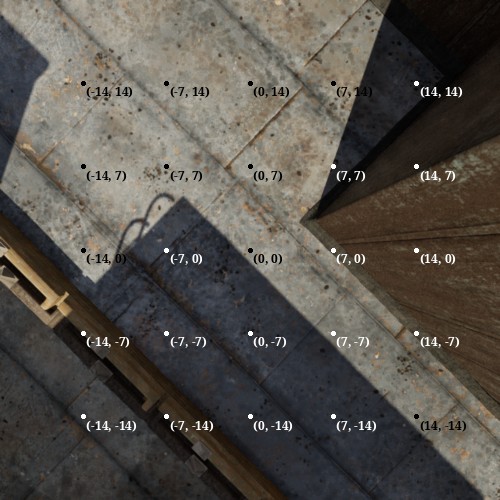 (-14, 14) (-7, 14) (0, 14) (7, 14) (14, 14)
(-14, 7) (-7, 7) (0, 7) (7, 7) (14, 7)
(-14, 0) (-7, 0) (0, 0) (7, 0) (14, 0)
(-14, -7) (-7, -7) (0, -7) (7, -7) (14, -7)
(-14, -14) (-7, -14) (0, -14) (7, -14) (14, -14)